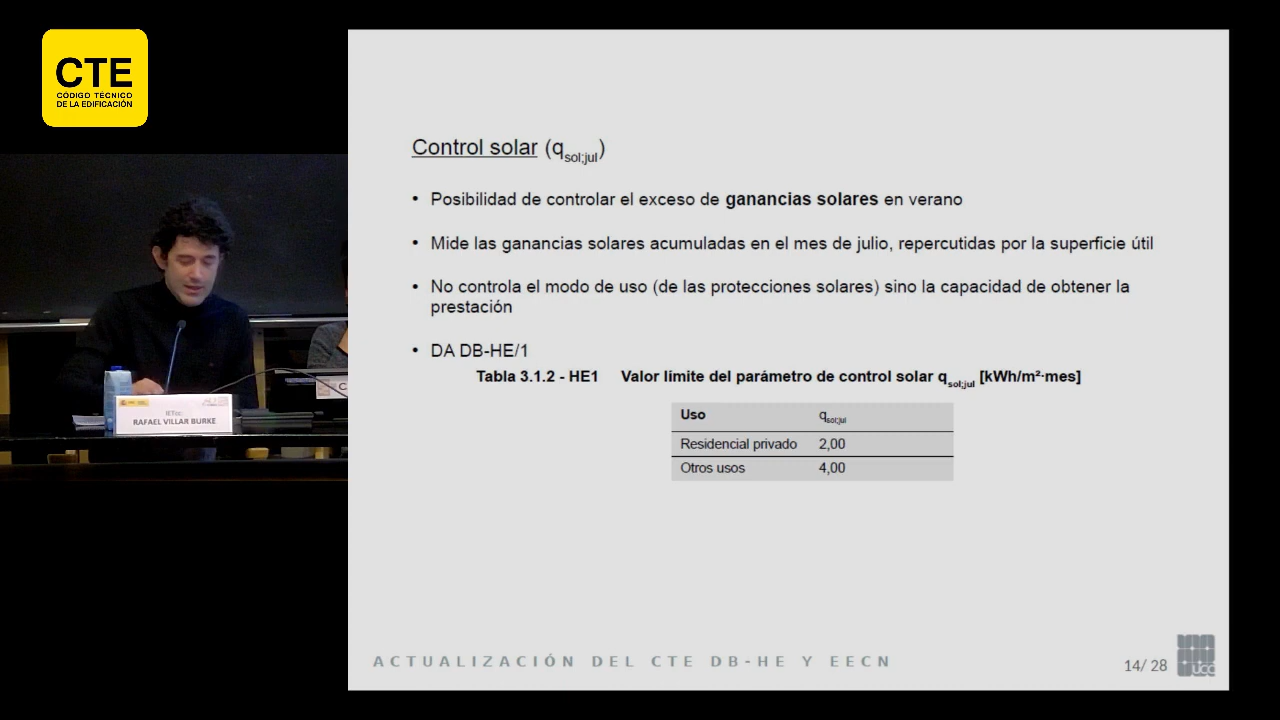 CTE
CÓDIGO TÉCNICO
DE LA EDIFICACIÓN
IETcc
RAFAEL VILLAR BURKE
C
Control solar (qsol;jul)
• Posibilidad de controlar el exceso de ganancias solares en verano
• Mide las ganancias solares acumuladas en el mes de julio, repercutidas por la superficie útil
• No controla el modo de uso (de las protecciones solares) sino la capacidad de obtener la
prestación
• DA DB-HE/1
Tabla 3.1.2 - HE1 Valor límite del parámetro de control solar qsol;jul [kWh/m²·mes]
Uso qsol;jul
Residencial privado 2,00
Otros usos 4,00
ACTUALIZACIÓN DEL CTE DB-HE Y EECN
14/ 28
UCC